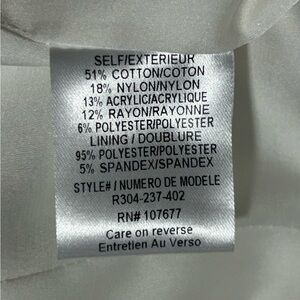 SELF/EXTERIEUR
51% COTTON/COTON
18% NYLON/NYLON
13% ACRYLIC/ACRYLIQUE
12% RAYON/RAYONNE
6% POLYESTER/POLYESTER
LINING / DOUBLURE
95% POLYESTER/POLYESTER
5% SPANDEX/SPANDEX
STYLE# / NUMERO DE MODELE
R304-237-402
RN# 107677
Care on reverse
Entretien Au Verso